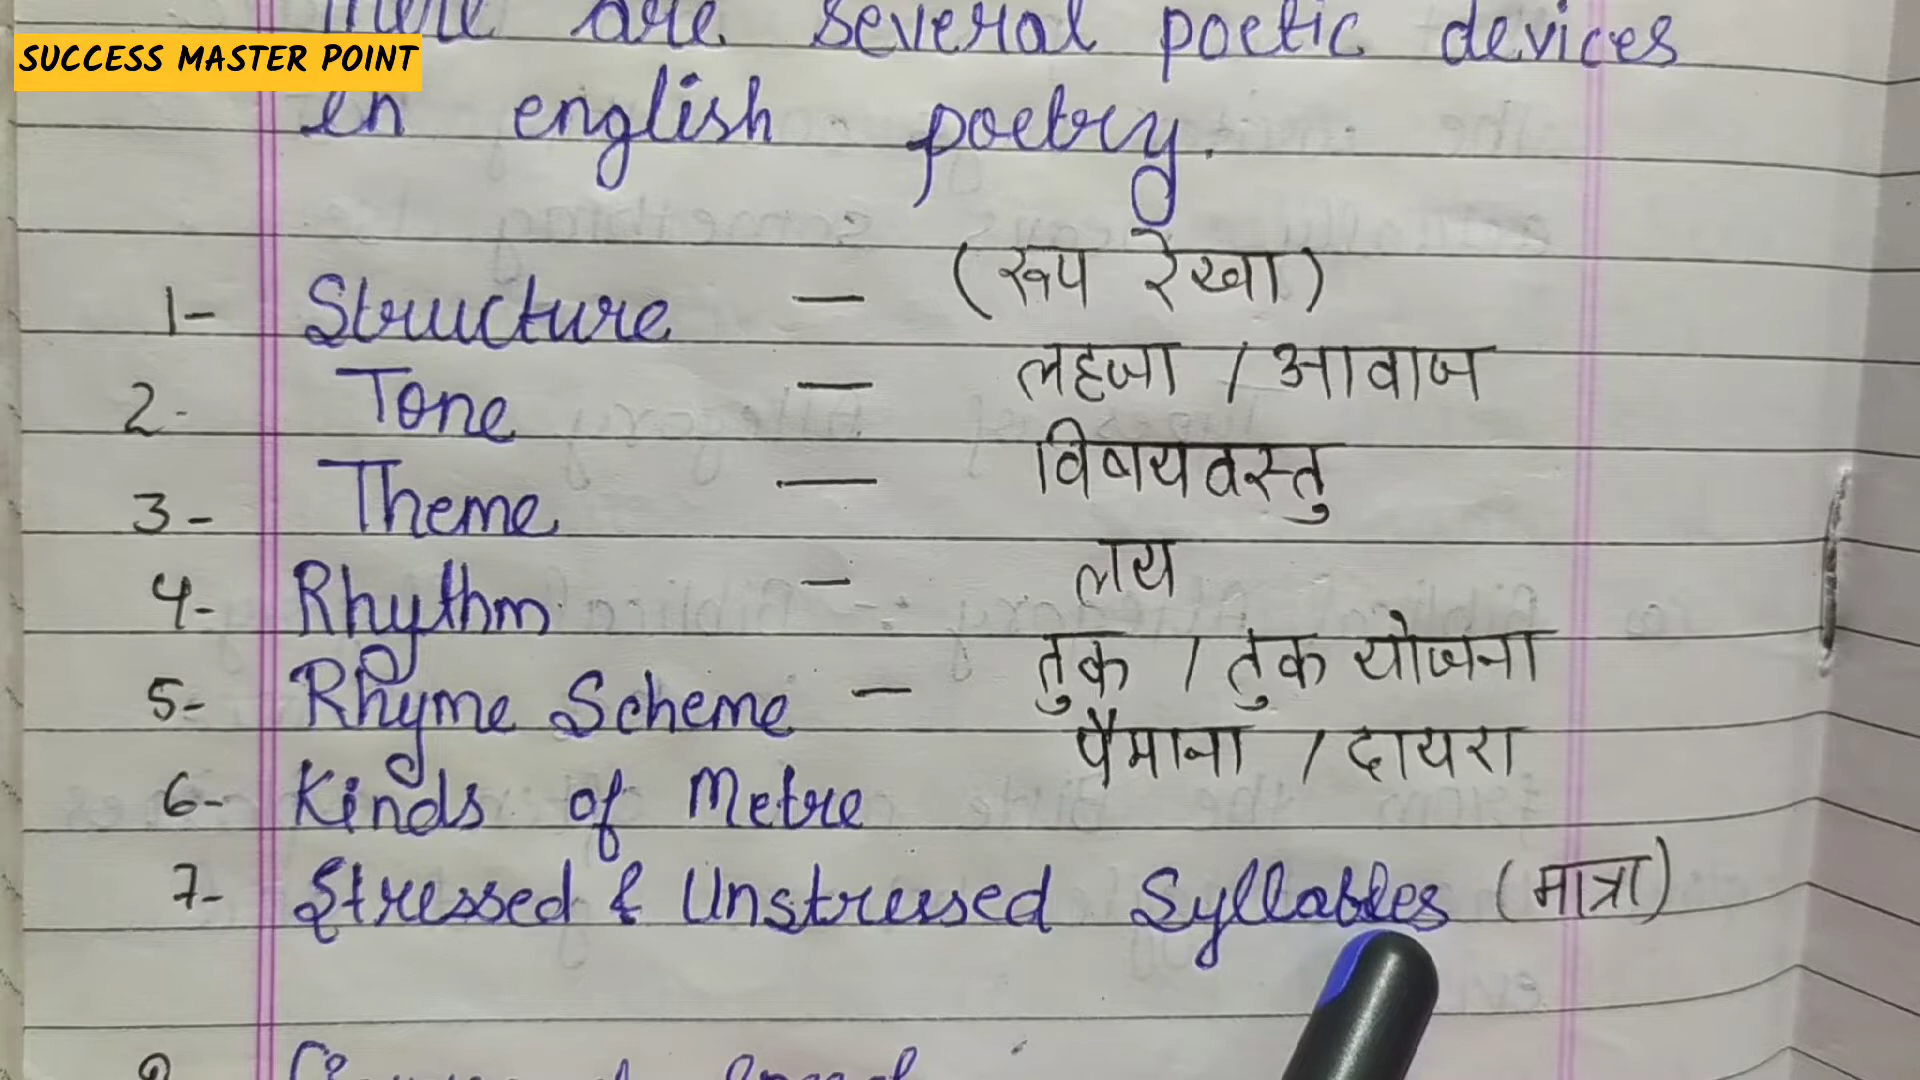 There are several poetic devices
SUCCESS MASTER POINT
in english poetry.
1- Structure — (रूप रेखा)
2- Tone — लहजा / आवाज
3- Theme — विषयवस्तु
4- Rhythm - लय
5- Rhyme Scheme — तुक / तुक योजना
6- Kinds of Metre पैमाना / दायरा
7- Stressed & Unstressed Syllables (मात्रा)